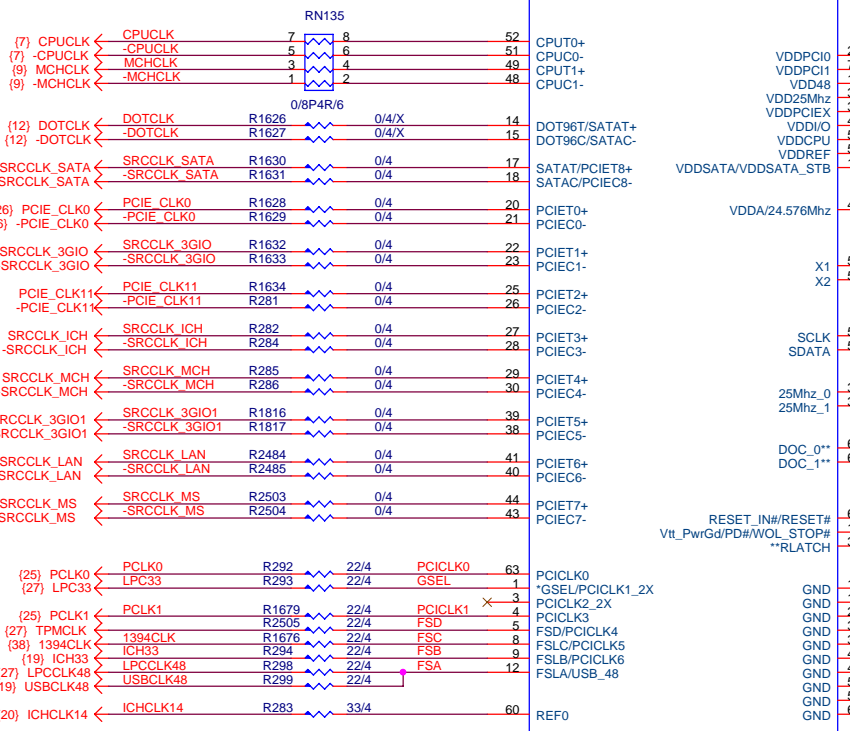 RN135
{7} CPUCLK CPUCLK 7 8 52 CPUT0+
{7} -CPUCLK -CPUCLK 5 6 51 CPUC0- VDDPCI0
{9} MCHCLK MCHCLK 3 4 49 CPUT1+ VDDPCI1
{9} -MCHCLK -MCHCLK 1 2 48 CPUC1- VDD48
VDD25Mhz
0/8P4R/6
VDDPCIEX
{12} DOTCLK DOTCLK R1626 0/4/X 14 DOT96T/SATAT+ VDDI/O
{12} -DOTCLK -DOTCLK R1627 0/4/X 15 DOT96C/SATAC- VDDCPU
VDDREF
SRCCLK_SATA SRCCLK_SATA R1630 0/4 17 SATAT/PCIET8+ VDDSATA/VDDSATA_STB
SRCCLK_SATA -SRCCLK_SATA R1631 0/4 18 SATAC/PCIEC8-
26} PCIE_CLK0 PCIE_CLK0 R1628 0/4 20 PCIET0+ VDDA/24.576Mhz
6} -PCIE_CLK0 -PCIE_CLK0 R1629 0/4 21 PCIEC0-
SRCCLK_3GIO SRCCLK_3GIO R1632 0/4 22 PCIET1+
SRCCLK_3GIO -SRCCLK_3GIO R1633 0/4 23 PCIEC1- X1
X2
PCIE_CLK11 PCIE_CLK11 R1634 0/4 25 PCIET2+
-PCIE_CLK11 -PCIE_CLK11 R281 0/4 26 PCIEC2-
SRCCLK_ICH SRCCLK_ICH R282 0/4 27 PCIET3+ SCLK
-SRCCLK_ICH -SRCCLK_ICH R284 0/4 28 PCIEC3- SDATA
SRCCLK_MCH SRCCLK_MCH R285 0/4 29 PCIET4+
SRCCLK_MCH -SRCCLK_MCH R286 0/4 30 PCIEC4- 25Mhz_0
25Mhz_1
RCCLK_3GIO1 SRCCLK_3GIO1 R1816 0/4 39 PCIET5+
RCCLK_3GIO1 -SRCCLK_3GIO1 R1817 0/4 38 PCIEC5-
DOC_0**
SRCCLK_LAN SRCCLK_LAN R2484 0/4 41 PCIET6+ DOC_1**
SRCCLK_LAN -SRCCLK_LAN R2485 0/4 40 PCIEC6-
SRCCLK_MS SRCCLK_MS R2503 0/4 44 PCIET7+
SRCCLK_MS -SRCCLK_MS R2504 0/4 43 PCIEC7- RESET_IN#/RESET#
Vtt_PwrGd/PD#/WOL_STOP#
**RLATCH
{25} PCLK0 PCLK0 R292 22/4 PCICLK0 63 PCICLK0
{27} LPC33 LPC33 R293 22/4 GSEL 1 *GSEL/PCICLK1_2X GND
3 PCICLK2_2X GND
{25} PCLK1 PCLK1 R1679 22/4 PCICLK1 4 PCICLK3 GND
{27} TPMCLK R2505 22/4 FSD 5 FSD/PCICLK4 GND
{38} 1394CLK 1394CLK R1676 22/4 FSC 8 FSLC/PCICLK5 GND
{19} ICH33 ICH33 R294 22/4 FSB 9 FSLB/PCICLK6 GND
27} LPCCLK48 LPCCLK48 R298 22/4 FSA 12 FSLA/USB_48 GND
19} USBCLK48 USBCLK48 R299 22/4 GND
GND
20} ICHCLK14 ICHCLK14 R283 33/4 60 REF0 GND